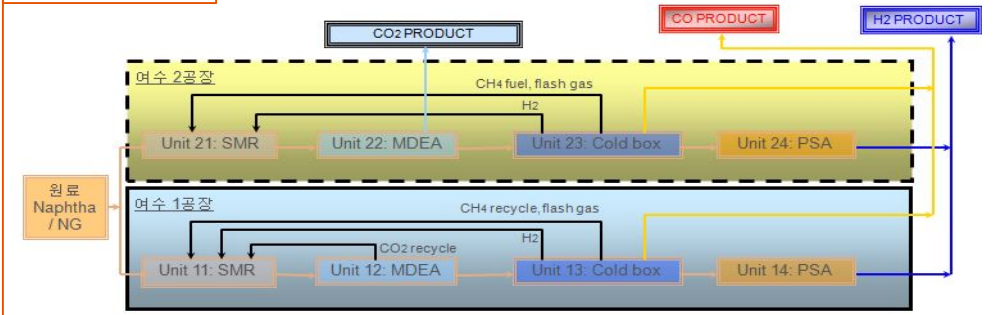 CO2 PRODUCT
CO PRODUCT
H2 PRODUCT
여수 2공장
CH4 fuel, flash gas
H2
Unit 21: SMR
Unit 22: MDEA
Unit 23: Cold box
Unit 24: PSA
원료
Naphtha
/ NG
여수 1공장
CH4 recycle, flash gas
H2
CO2 recycle
Unit 11: SMR
Unit 12: MDEA
Unit 13: Cold box
Unit 14: PSA